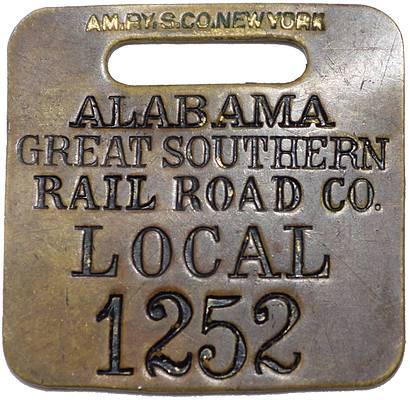 AM.RY.S.CO.NEW YORK
ALABAMA
GREAT SOUTHERN
RAIL ROAD CO.
LOCAL
1252